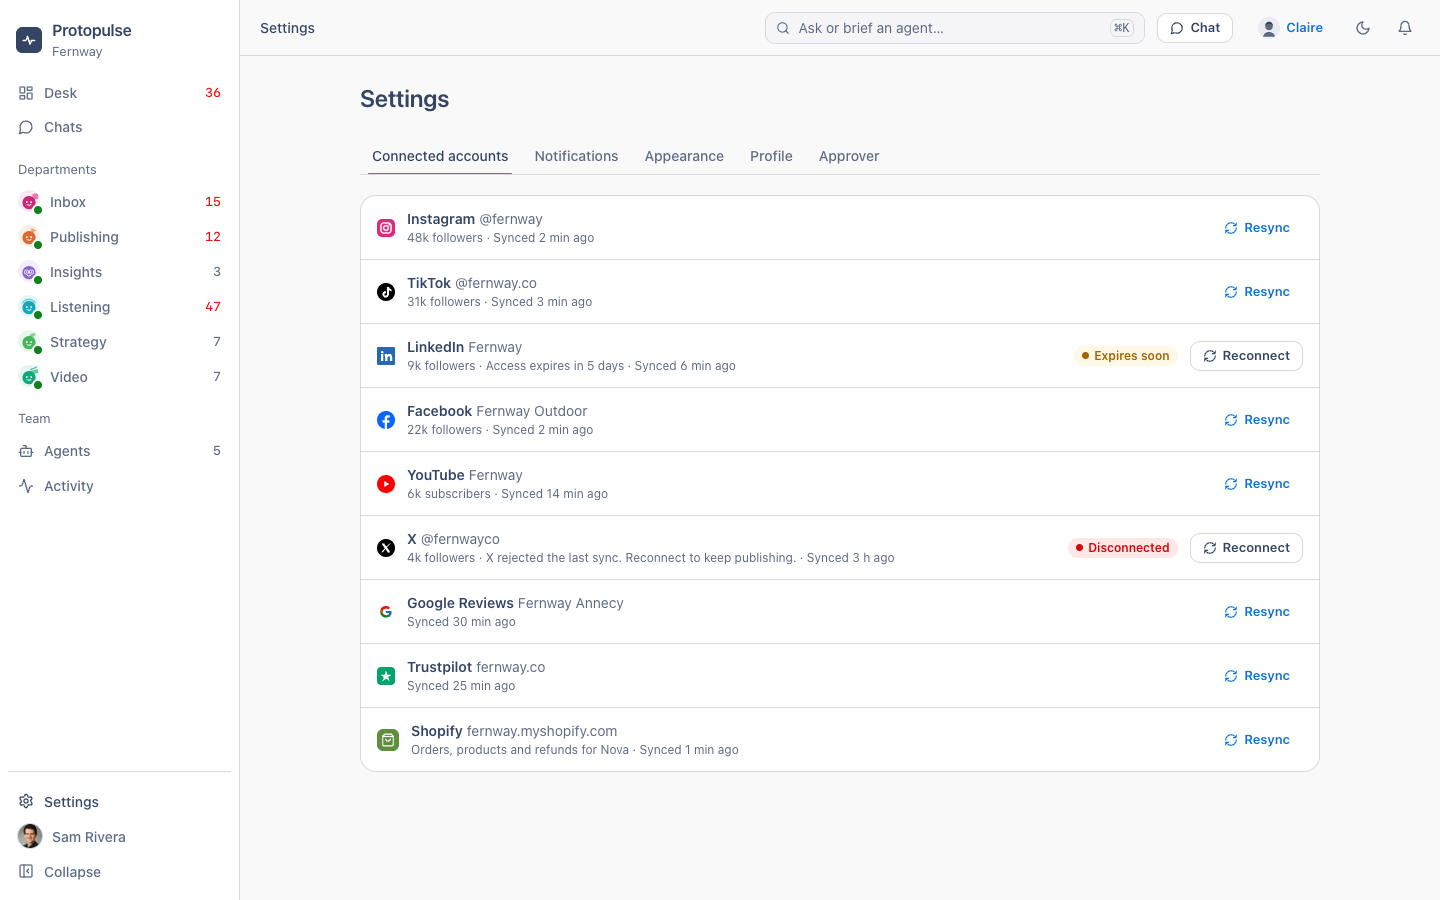 Protopulse
Fernway
Desk 36
Chats
Departments
Inbox 15
Publishing 12
Insights 3
Listening 47
Strategy 7
Video 7
Team
Agents 5
Activity
Settings
Sam Rivera
Collapse
Settings
Ask or brief an agent...
⌘K
Chat
Claire
Settings
Connected accounts
Notifications
Appearance
Profile
Approver
Instagram @fernway
48k followers · Synced 2 min ago
Resync
TikTok @fernway.co
31k followers · Synced 3 min ago
Resync
LinkedIn Fernway
9k followers · Access expires in 5 days · Synced 6 min ago
Expires soon
Reconnect
Facebook Fernway Outdoor
22k followers · Synced 2 min ago
Resync
YouTube Fernway
6k subscribers · Synced 14 min ago
Resync
X @fernwayco
4k followers · X rejected the last sync. Reconnect to keep publishing. · Synced 3 h ago
Disconnected
Reconnect
Google Reviews Fernway Annecy
Synced 30 min ago
Resync
Trustpilot fernway.co
Synced 25 min ago
Resync
Shopify fernway.myshopify.com
Orders, products and refunds for Nova · Synced 1 min ago
Resync